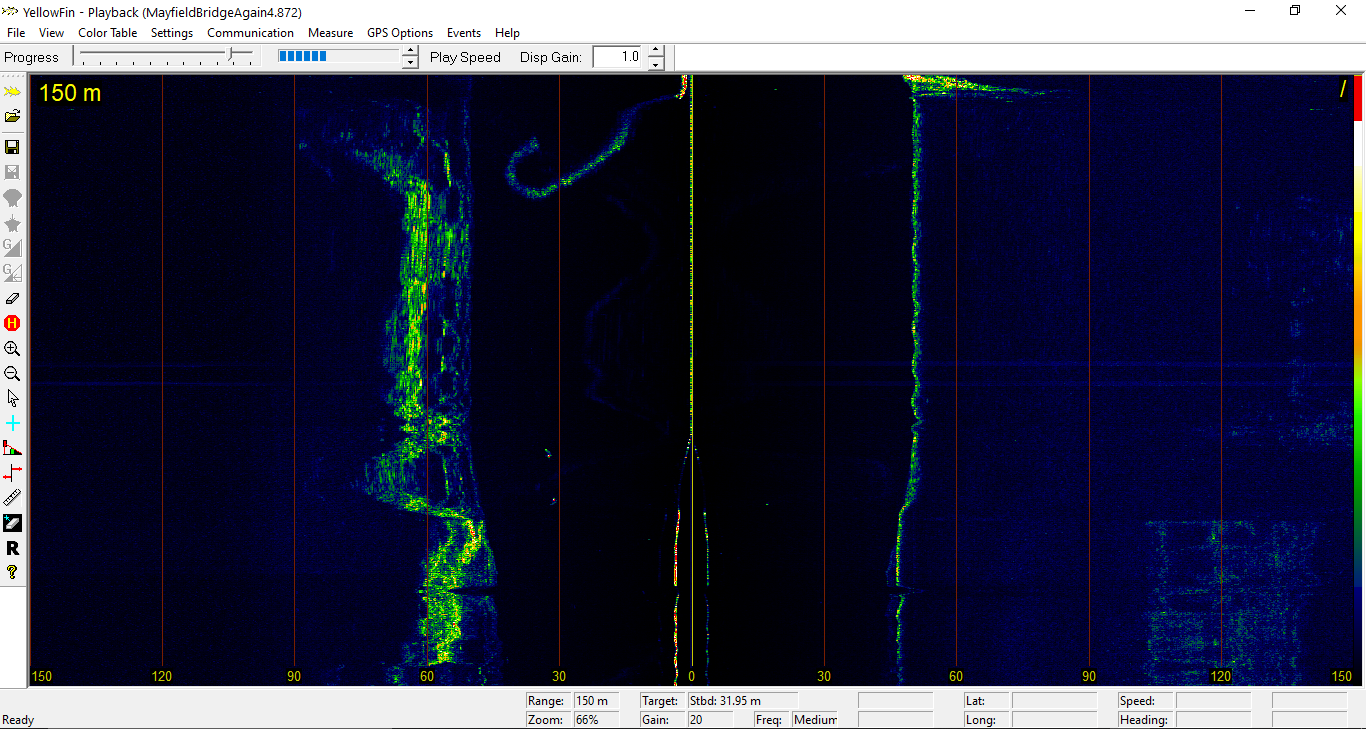 YellowFin - Playback (MayfieldBridgeAgain4.872)
File View Color Table Settings Communication Measure GPS Options Events Help
Progress Play Speed Disp Gain: 1.0
150 m /
G
G
H
R
?
150 120 90 60 30 0 30 60 90 120 150
Range: 150 m Target: Stbd: 31.95 m Lat: Speed:
Ready Zoom: 66% Gain: 20 Freq: Medium Long: Heading: